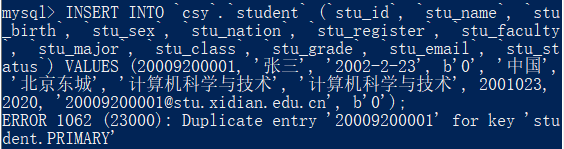 mysql> INSERT INTO `csy`.`student` (`stu_id`, `stu_name`, `stu
_birth`, `stu_sex`, `stu_nation`, `stu_register`, `stu_faculty
`, `stu_major`, `stu_class`,`stu_grade`, `stu_email`, `stu_st
atus`) VALUES (20009200001, '张三', '2002-2-23', b'0', '中国',
 '北京东城', '计算机科学与技术', '计算机科学与技术', 2001023,
2020, '20009200001@stu.xidian.edu.cn', b'0');
ERROR 1062 (23000): Duplicate entry '20009200001' for key 'stu
dent.PRIMARY'